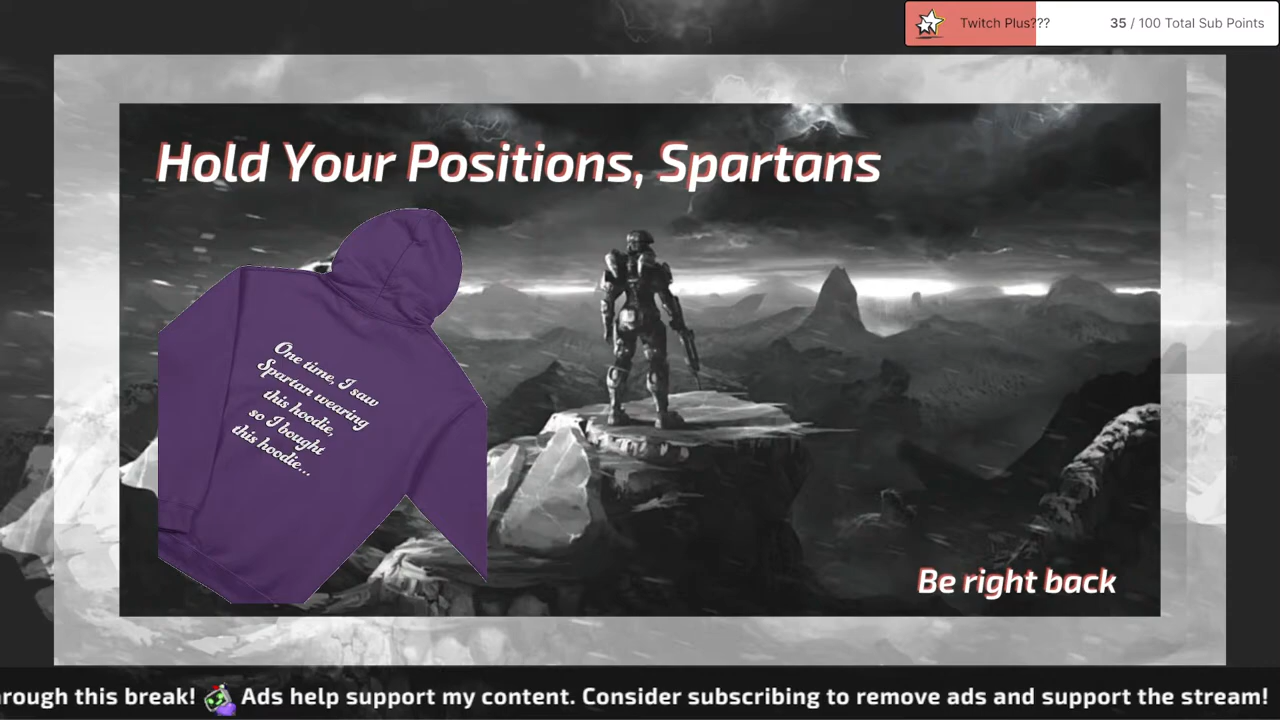 Twitch Plus???
35 / 100 Total Sub Points
Hold Your Positions, Spartans
One time, I saw
Spartan wearing
this hoodie,
so I bought
this hoodie...
Be right back
rough this break! Ads help support my content. Consider subscribing to remove ads and support the stream!